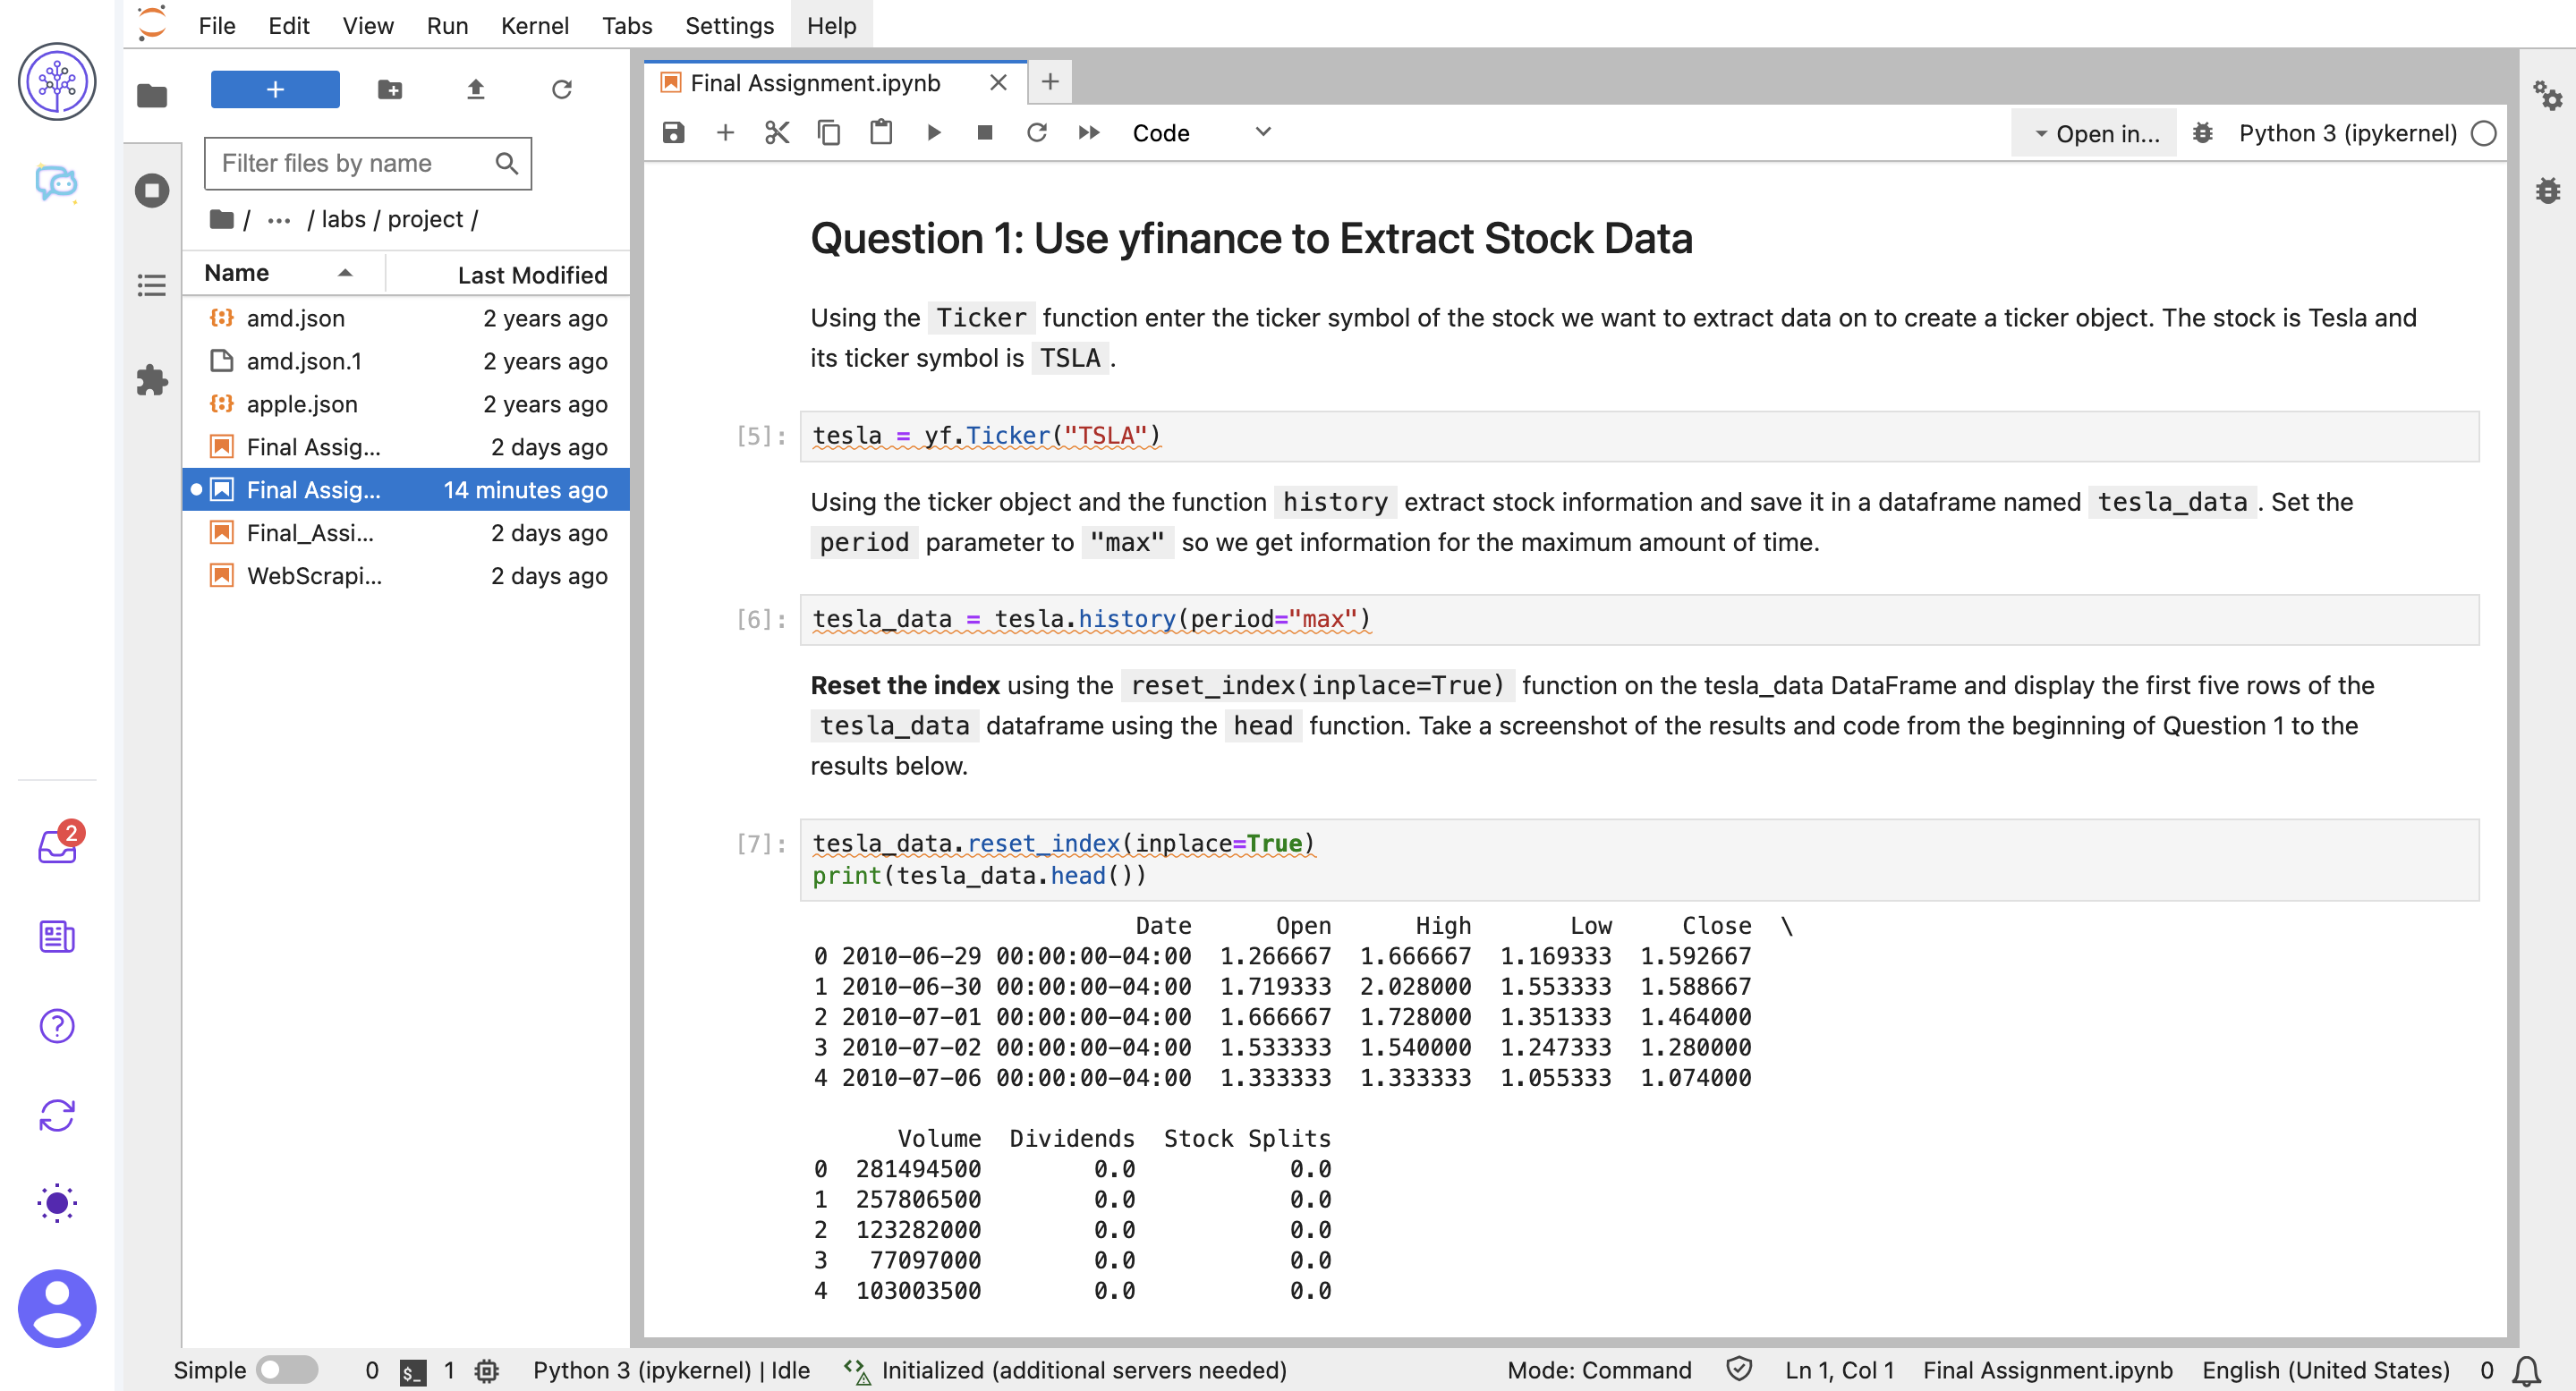 File Edit View Run Kernel Tabs Settings Help
+
Filter files by name
/ ... / labs / project /
Name Last Modified
amd.json 2 years ago
amd.json.1 2 years ago
apple.json 2 years ago
Final Assig... 2 days ago
Final Assig... 14 minutes ago
Final_Assi... 2 days ago
WebScrapi... 2 days ago
2
Final Assignment.ipynb
Code Open in... Python 3 (ipykernel)
Question 1: Use yfinance to Extract Stock Data
Using the Ticker function enter the ticker symbol of the stock we want to extract data on to create a ticker object. The stock is Tesla and
its ticker symbol is TSLA.
[5]: tesla = yf.Ticker("TSLA")
Using the ticker object and the function history extract stock information and save it in a dataframe named tesla_data. Set the
period parameter to "max" so we get information for the maximum amount of time.
[6]: tesla_data = tesla.history(period="max")
Reset the index using the reset_index(inplace=True) function on the tesla_data DataFrame and display the first five rows of the
tesla_data dataframe using the head function. Take a screenshot of the results and code from the beginning of Question 1 to the
results below.
[7]: tesla_data.reset_index(inplace=True)
print(tesla_data.head())
Date Open High Low Close \
0 2010-06-29 00:00:00-04:00 1.266667 1.666667 1.169333 1.592667
1 2010-06-30 00:00:00-04:00 1.719333 2.028000 1.553333 1.588667
2 2010-07-01 00:00:00-04:00 1.666667 1.728000 1.351333 1.464000
3 2010-07-02 00:00:00-04:00 1.533333 1.540000 1.247333 1.280000
4 2010-07-06 00:00:00-04:00 1.333333 1.333333 1.055333 1.074000
Volume Dividends Stock Splits
0 281494500 0.0 0.0
1 257806500 0.0 0.0
2 123282000 0.0 0.0
3 77097000 0.0 0.0
4 103003500 0.0 0.0
Simple 0 $_ 1 Python 3 (ipykernel) | Idle Initialized (additional servers needed) Mode: Command Ln 1, Col 1 Final Assignment.ipynb English (United States) 0